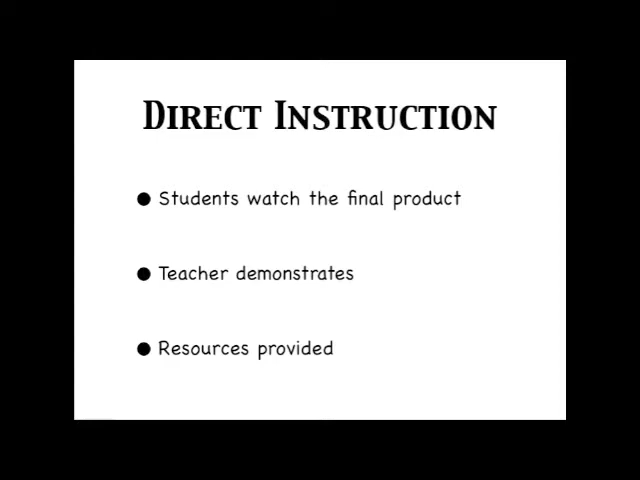 Direct Instruction
● Students watch the final product
● Teacher demonstrates
● Resources provided